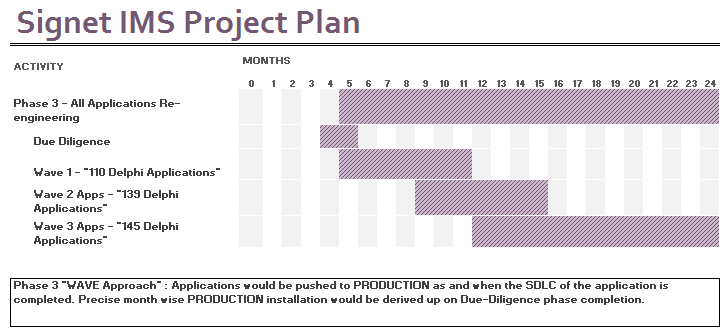 Signet IMS Project Plan
ACTIVITY
MONTHS
0 1 2 3 4 5 6 7 8 9 10 11 12 13 14 15 16 17 18 19 20 21 22 23 24
Phase 3 - All Applications Re-
engineering
Due Diligence
Wave 1 - "110 Delphi Applications"
Wave 2 Apps - "139 Delphi
Applications"
Wave 3 Apps - "145 Delphi
Applications"
Phase 3 "WAVE Approach" : Applications would be pushed to PRODUCTION as and when the SDLC of the application is
completed. Precise month wise PRODUCTION installation would be derived up on Due-Diligence phase completion.